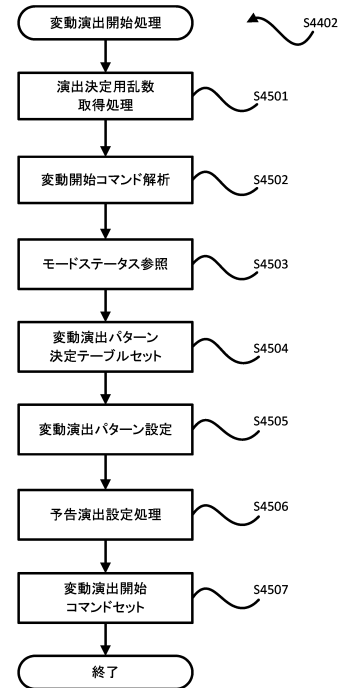 変動演出開始処理
S4402
演出決定用乱数
取得処理
S4501
変動開始コマンド解析
S4502
モードステータス参照
S4503
変動演出パターン
決定テーブルセット
S4504
変動演出パターン設定
S4505
予告演出設定処理
S4506
変動演出開始
コマンドセット
S4507
終了